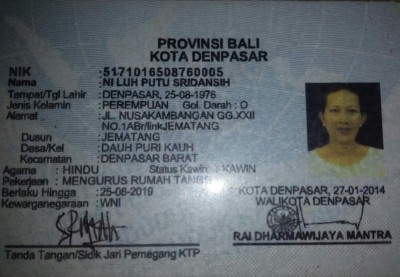 PROVINSI BALI
KOTA DENPASAR
NIK : 5171016508760005
Nama : NI LUH PUTU SRIDANSIH
Tempat/Tgl Lahir : DENPASAR, 25-08-1976
Jenis Kelamin : PEREMPUAN Gol. Darah : O
Alamat : JL. NUSAKAMBANGAN GG.XXII
NO.1ABr/linkJEMATANG
Dusun : JEMATANG
Desa/Kel : DAUH PURI KAUH
Kecamatan : DENPASAR BARAT
Agama : HINDU Status Kawin : KAWIN
Pekerjaan : MENGURUS RUMAH TANGG
Berlaku Hingga : 25-08-2019
Kewarganegaraan : WNI
KOTA DENPASAR, 27-01-2014
WALIKOTA DENPASAR
RAI DHARMAWIJAYA MANTRA
Tanda Tangan/Sidik Jari Pemegang KTP